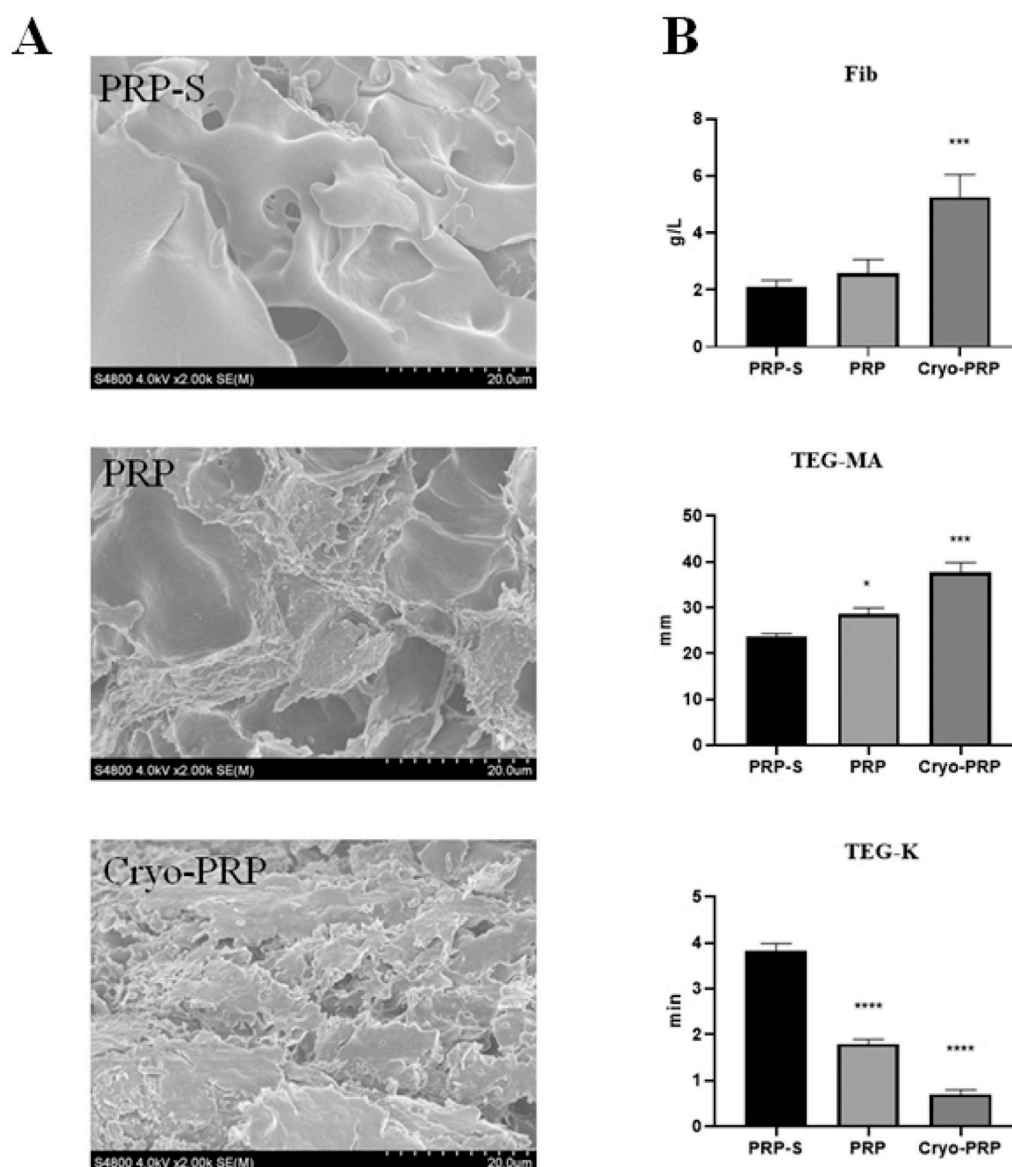 A
PRP-S
S4800 4.0kV x2.00k SE(M)
20.0um
PRP
S4800 4.0kV x2.00k SE(M)
20.0um
Cryo-PRP
S4800 4.0kV x2.00k SE(M)
20.0um
B
Fib
***
8
6
4
2
0
g/L
PRP-S PRP Cryo-PRP
TEG-MA
***
*
50
40
30
20
10
0
mm
PRP-S PRP Cryo-PRP
TEG-K
5
4
3
2
1
0
min
****
****
PRP-S PRP Cryo-PRP